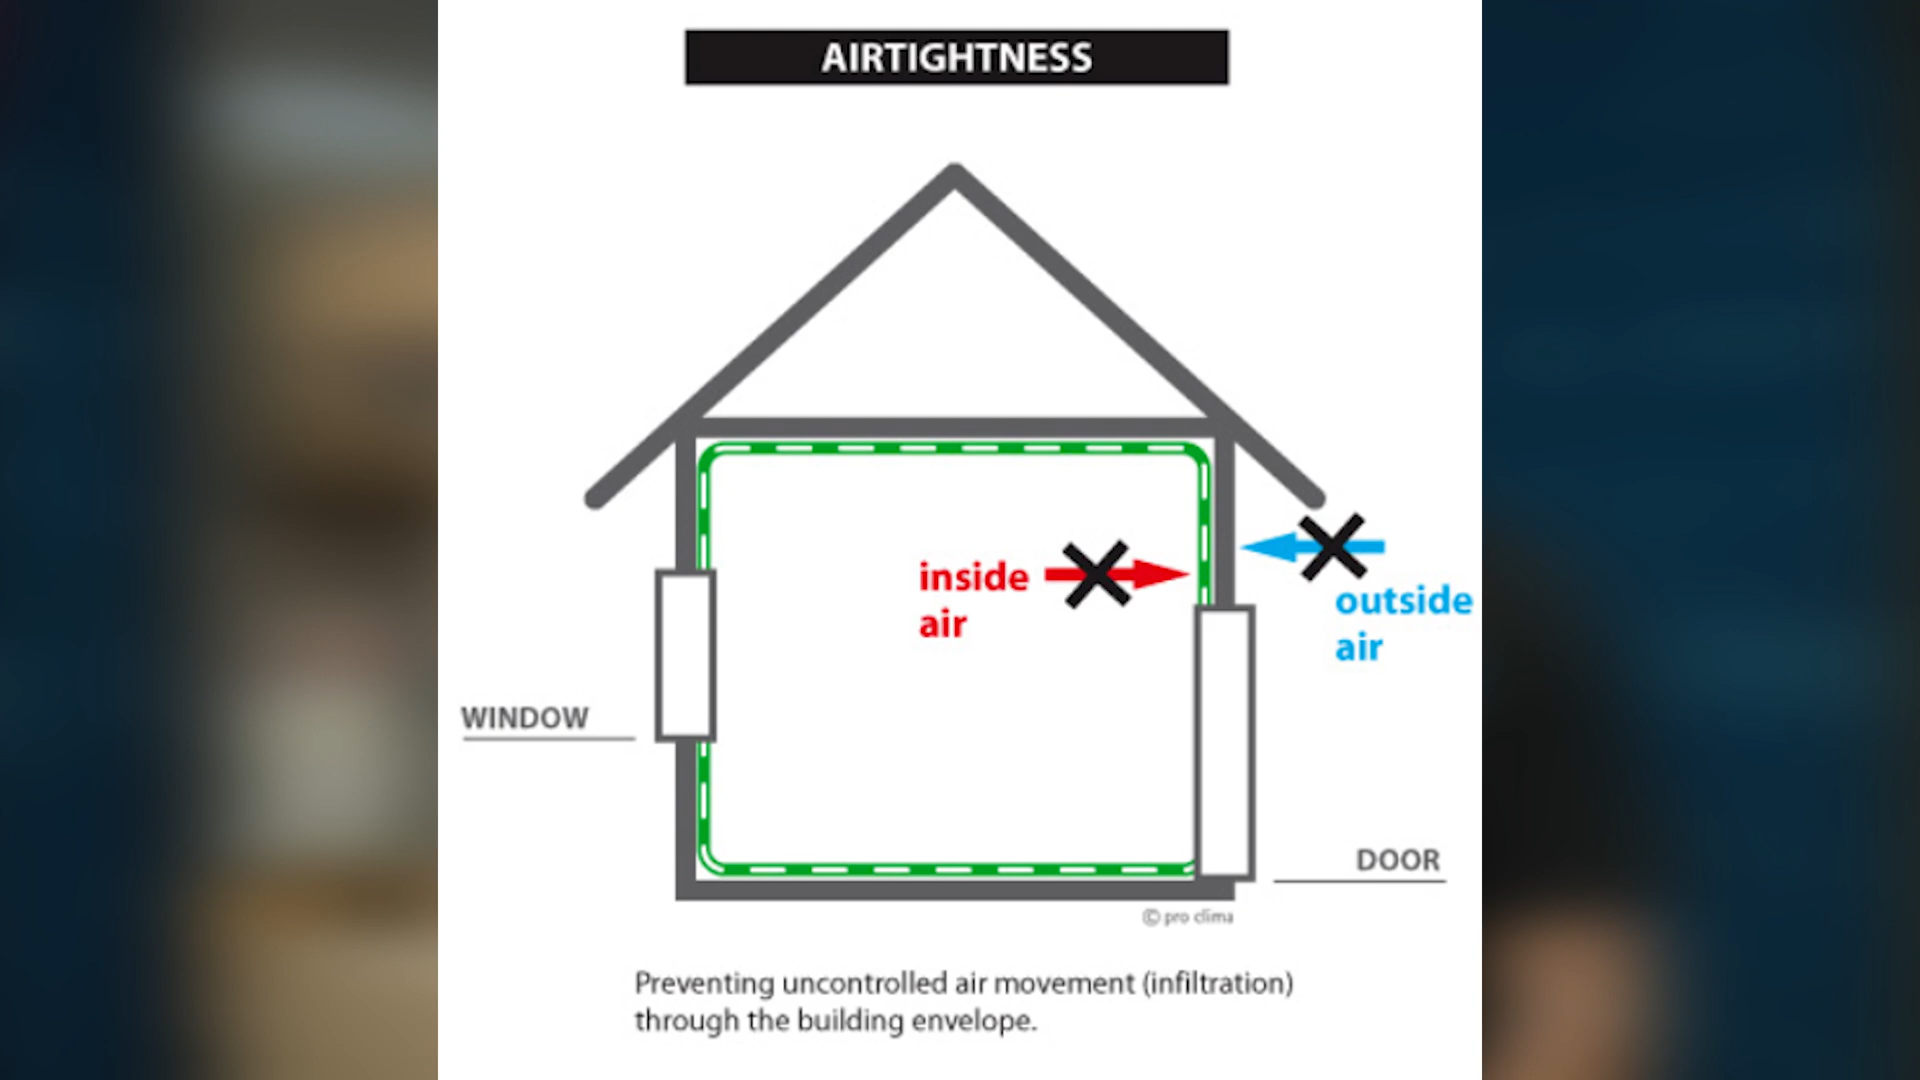 AIRTIGHTNESS
inside
air
outside
air
WINDOW
DOOR
© pro clima
Preventing uncontrolled air movement (infiltration)
through the building envelope.